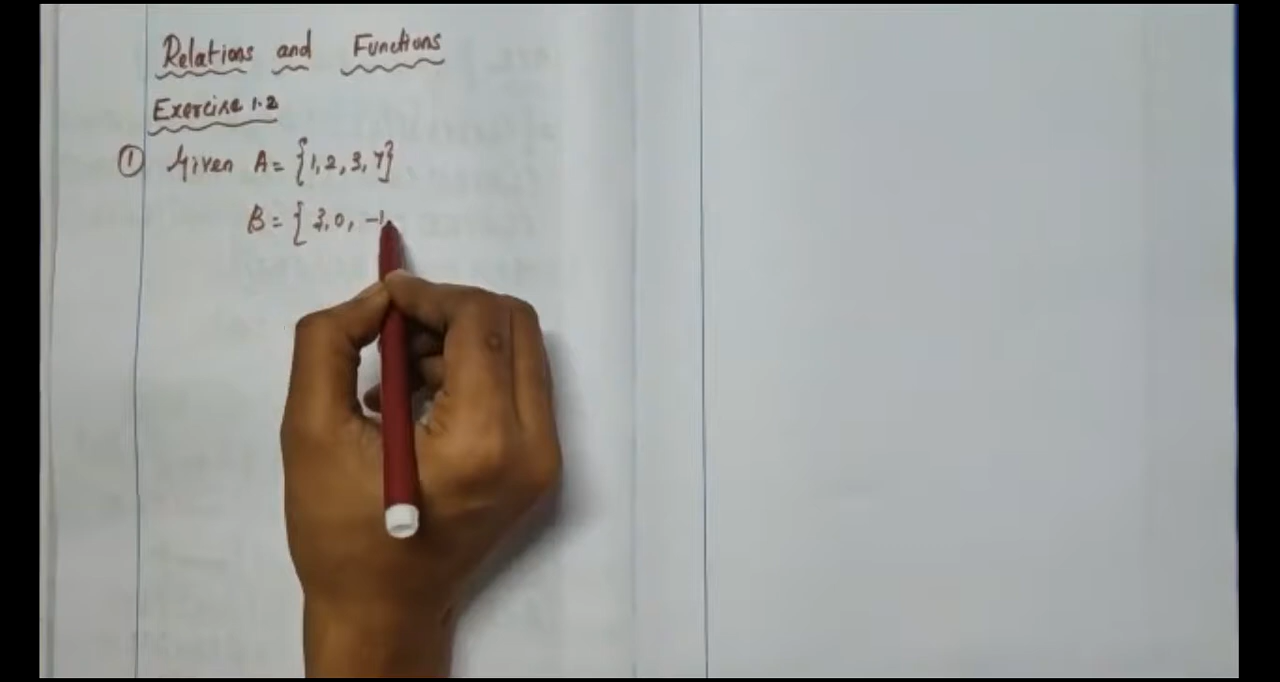 Relations and Functions
Exercise 1.2
① Given A = {1, 2, 3, 7}
B = { 3, 0, -1,